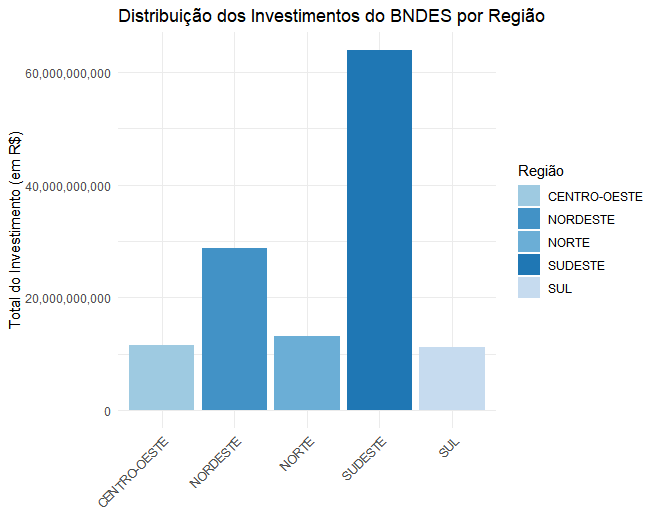 Distribuição dos Investimentos do BNDES por Região
Total do Investimento (em R$)
60,000,000,000
40,000,000,000
20,000,000,000
0
CENTRO-OESTE
NORDESTE
NORTE
SUDESTE
SUL
Região
CENTRO-OESTE
NORDESTE
NORTE
SUDESTE
SUL